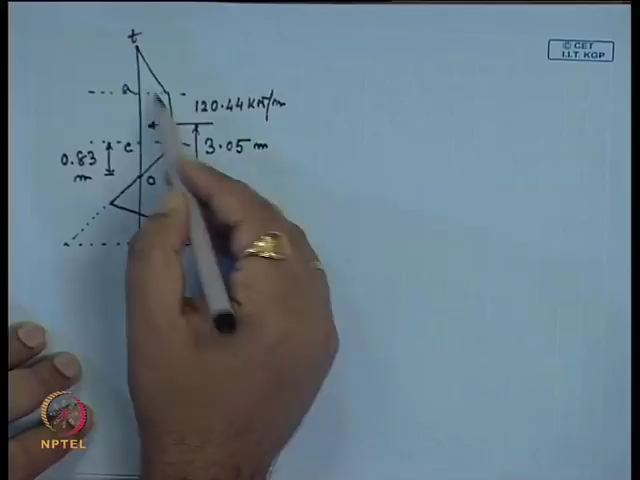 t
© CET
I.I.T. KGP
a
120.44 kN/m
c
3.05 m
0.83
m
o
NPTEL